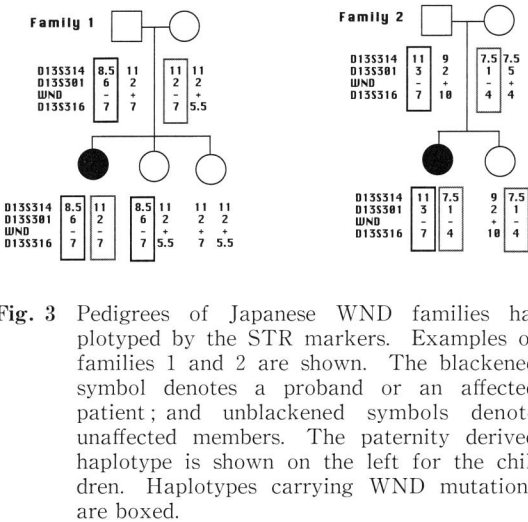 Family 1
Family 2
D13S314 8.5 11 11 11
D13S301 6 2 2 2
WND - + - +
D13S316 7 7 7 5.5
D13S314 11 9 7.5 7.5
D13S301 3 2 1 5
WND - + - +
D13S316 7 10 4 4
D13S314 8.5 11 8.5 11 11 11
D13S301 6 2 6 2 2 2
WND - - - + + +
D13S316 7 7 7 5.5 7 5.5
D13S314 11 7.5 9 7.5
D13S301 3 1 2 1
WND - - + -
D13S316 7 4 10 4
Fig. 3 Pedigrees of Japanese WND families ha
plotyped by the STR markers. Examples o
families 1 and 2 are shown. The blackene
symbol denotes a proband or an affecte
patient ; and unblackened symbols denot
unaffected members. The paternity derive
haplotype is shown on the left for the chil
dren. Haplotypes carrying WND mutation
are boxed.